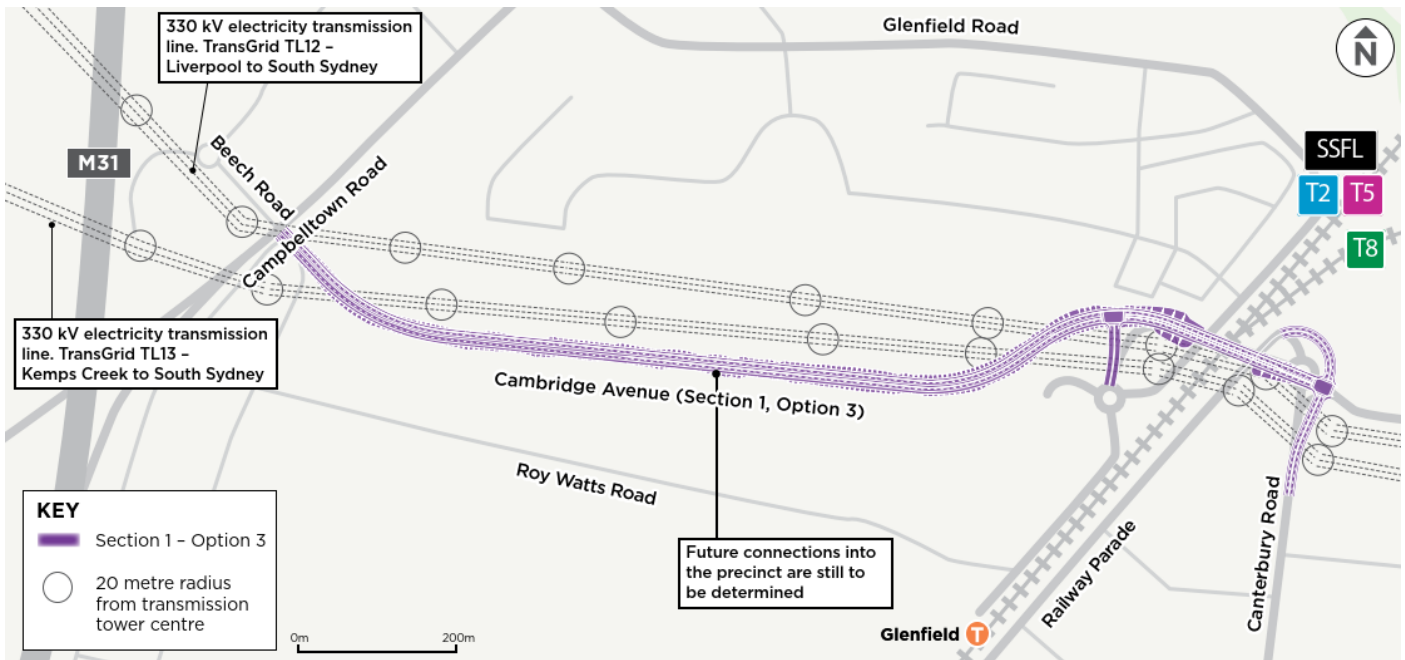 330 kV electricity transmission
line. TransGrid TL12 –
Liverpool to South Sydney
Glenfield Road
N
M31
Beech Road
Campbelltown Road
SSFL
T2
T5
T8
330 kV electricity transmission
line. TransGrid TL13 –
Kemps Creek to South Sydney
Cambridge Avenue (Section 1, Option 3)
Roy Watts Road
KEY
Section 1 – Option 3
20 metre radius
from transmission
tower centre
0m
200m
Future connections into
the precinct are still to
be determined
Railway Parade
Canterbury Road
Glenfield
T